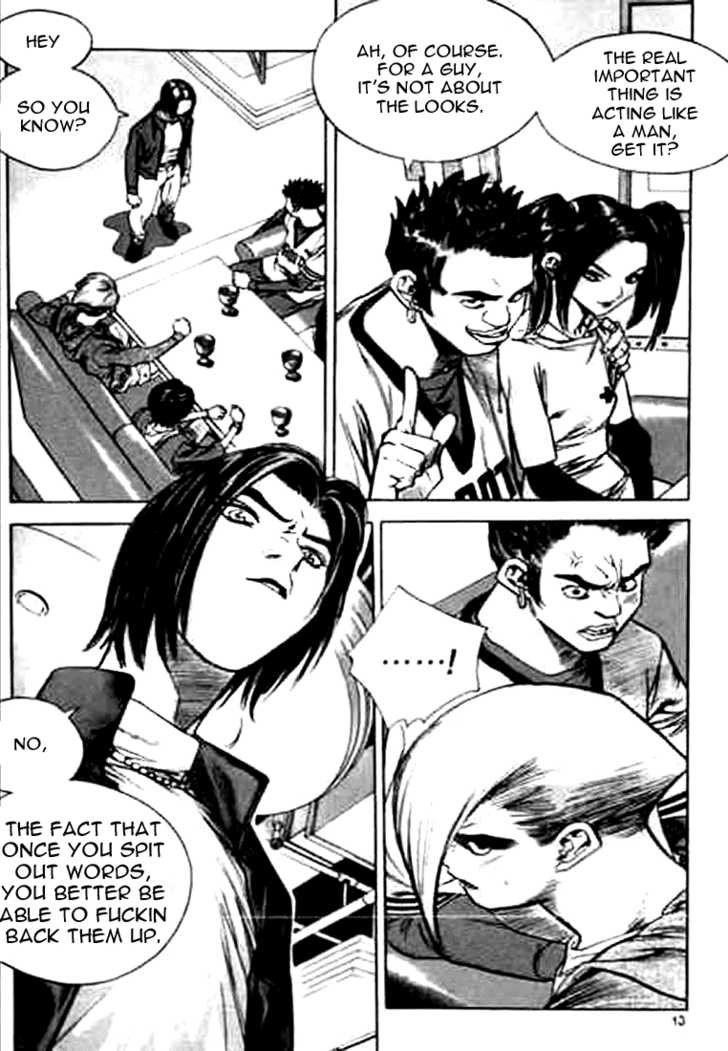 HEY
SO YOU
KNOW?
AH, OF COURSE.
FOR A GUY,
IT'S NOT ABOUT
THE LOOKS.
THE REAL
IMPORTANT
THING IS
ACTING LIKE
A MAN,
GET IT?
NO,
THE FACT THAT
ONCE YOU SPIT
OUT WORDS,
YOU BETTER BE
ABLE TO FUCKIN
BACK THEM UP.
......!
13